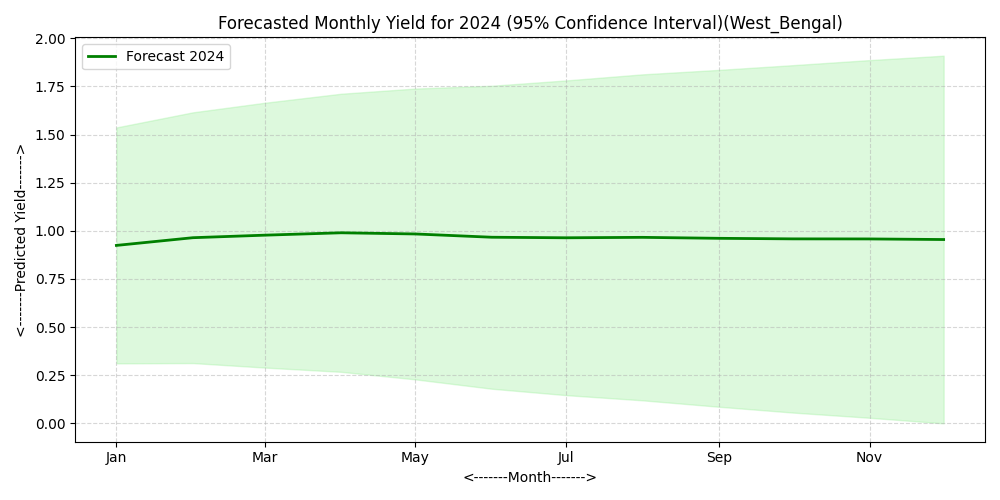 Forecasted Monthly Yield for 2024 (95% Confidence Interval)(West_Bengal)
Forecast 2024
<-------Predicted Yield------->
2.00
1.75
1.50
1.25
1.00
0.75
0.50
0.25
0.00
Jan Mar May Jul Sep Nov
<-------Month------->